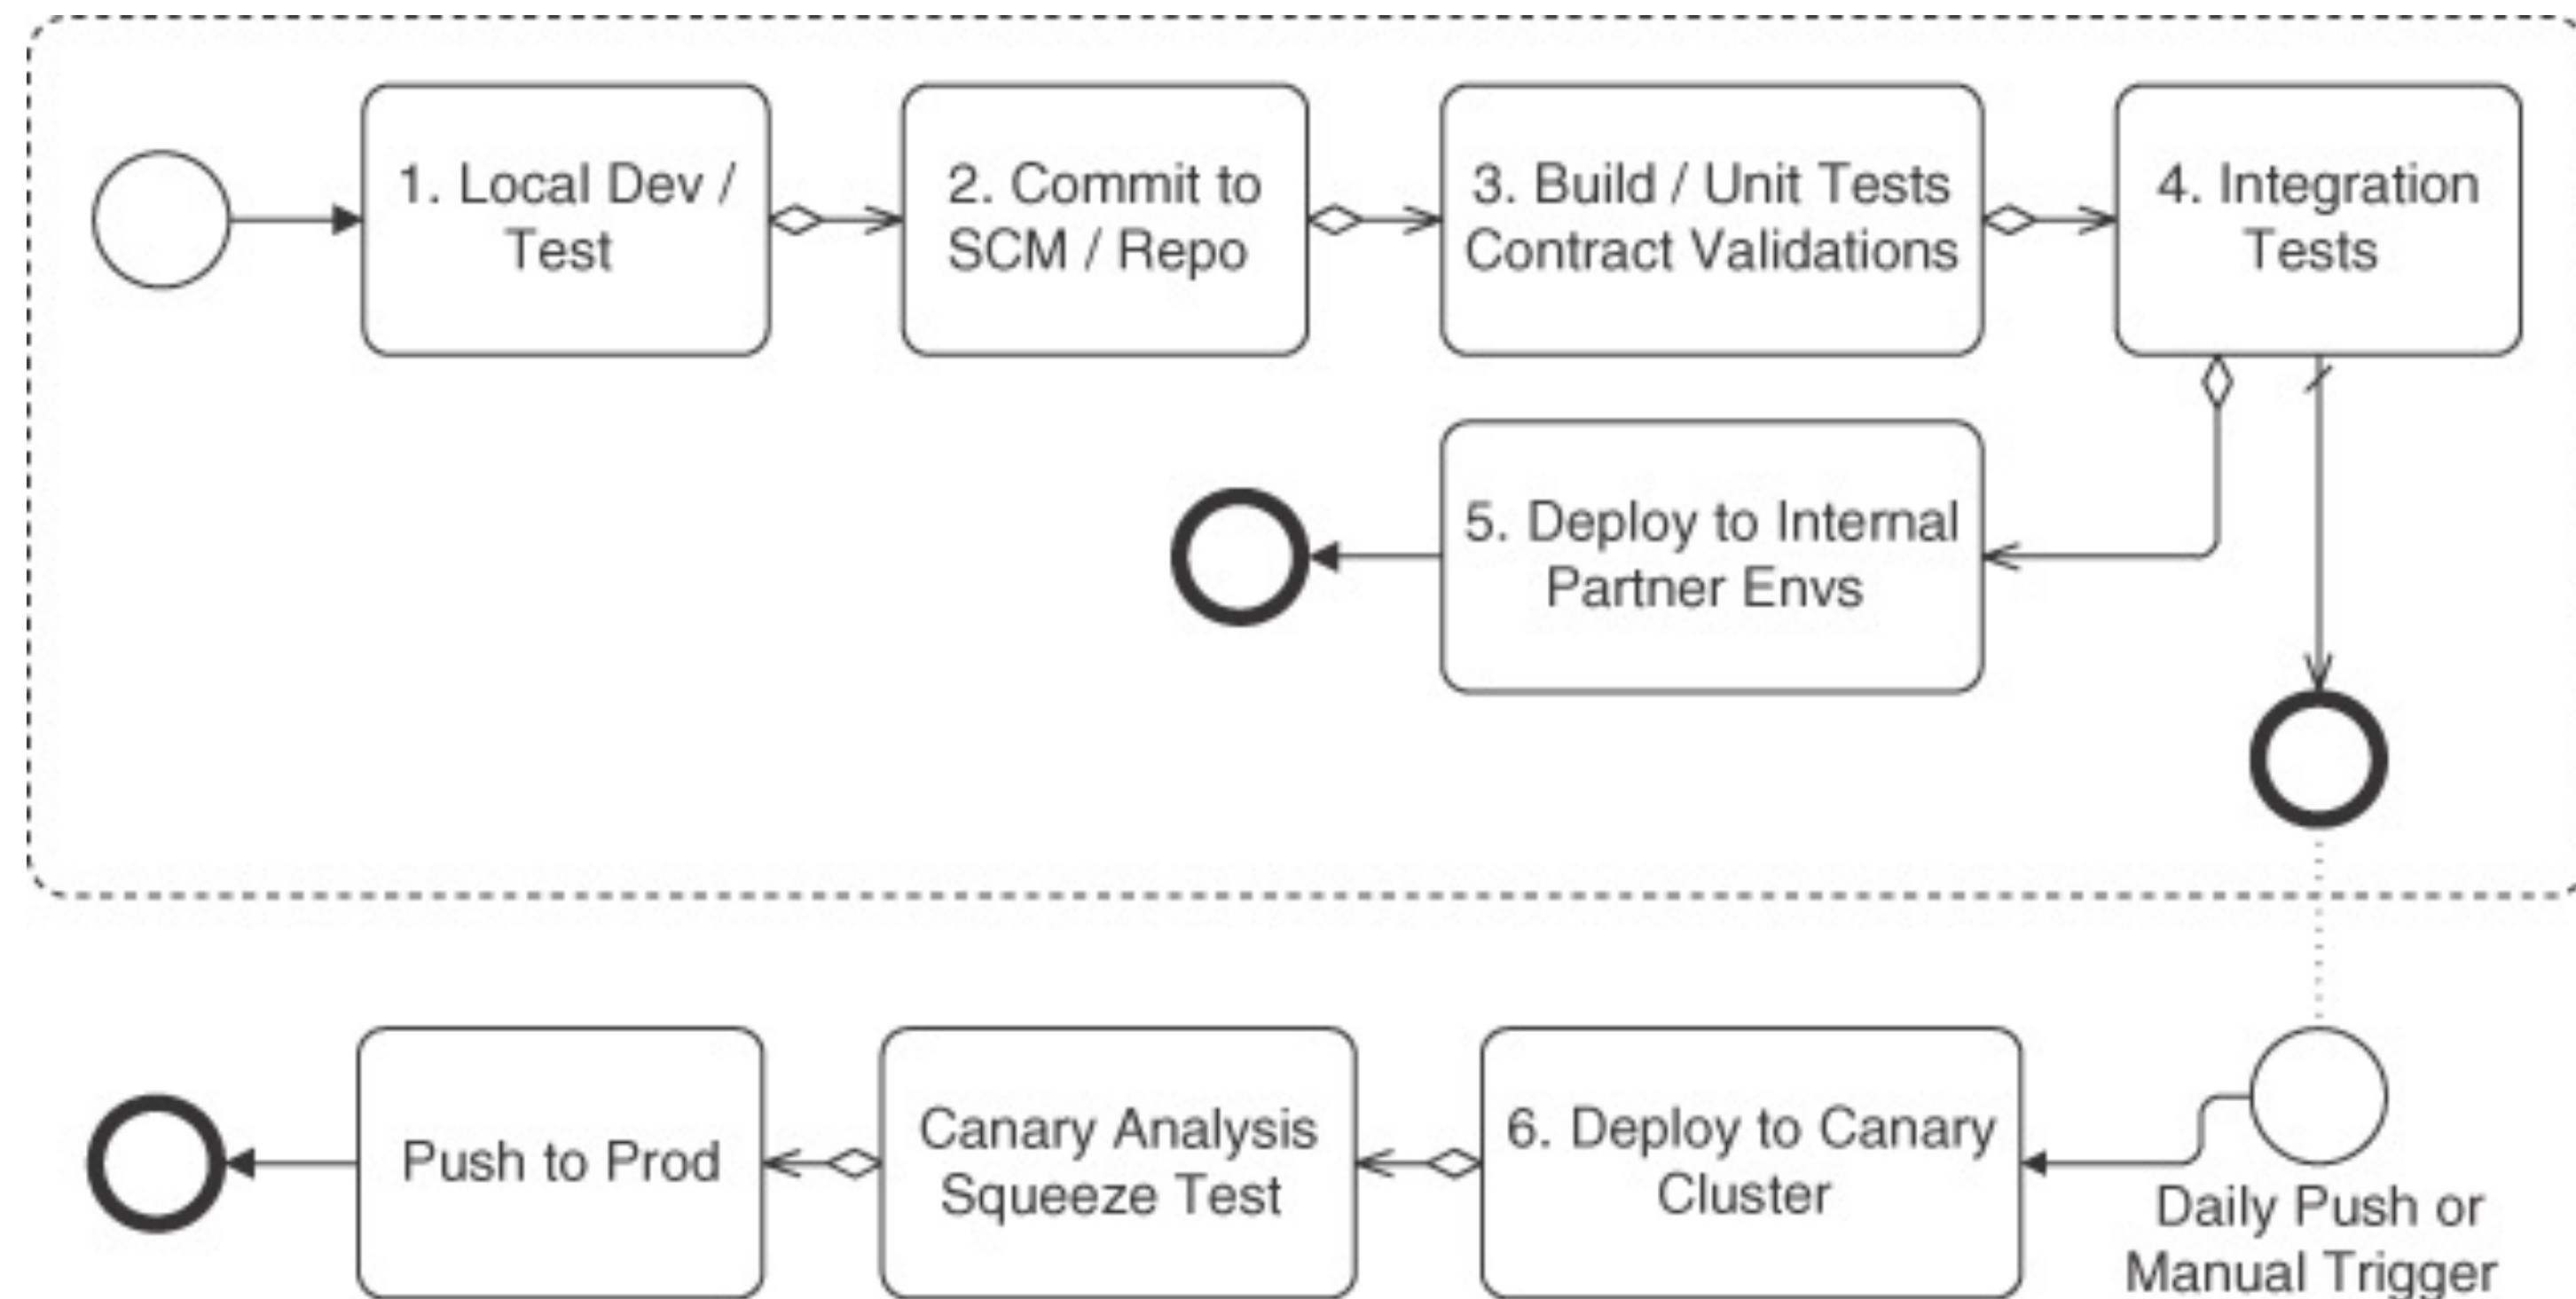 1. Local Dev /
Test
2. Commit to
SCM / Repo
3. Build / Unit Tests
Contract Validations
4. Integration
Tests
5. Deploy to Internal
Partner Envs
Push to Prod
Canary Analysis
Squeeze Test
6. Deploy to Canary
Cluster
Daily Push or
Manual Trigger